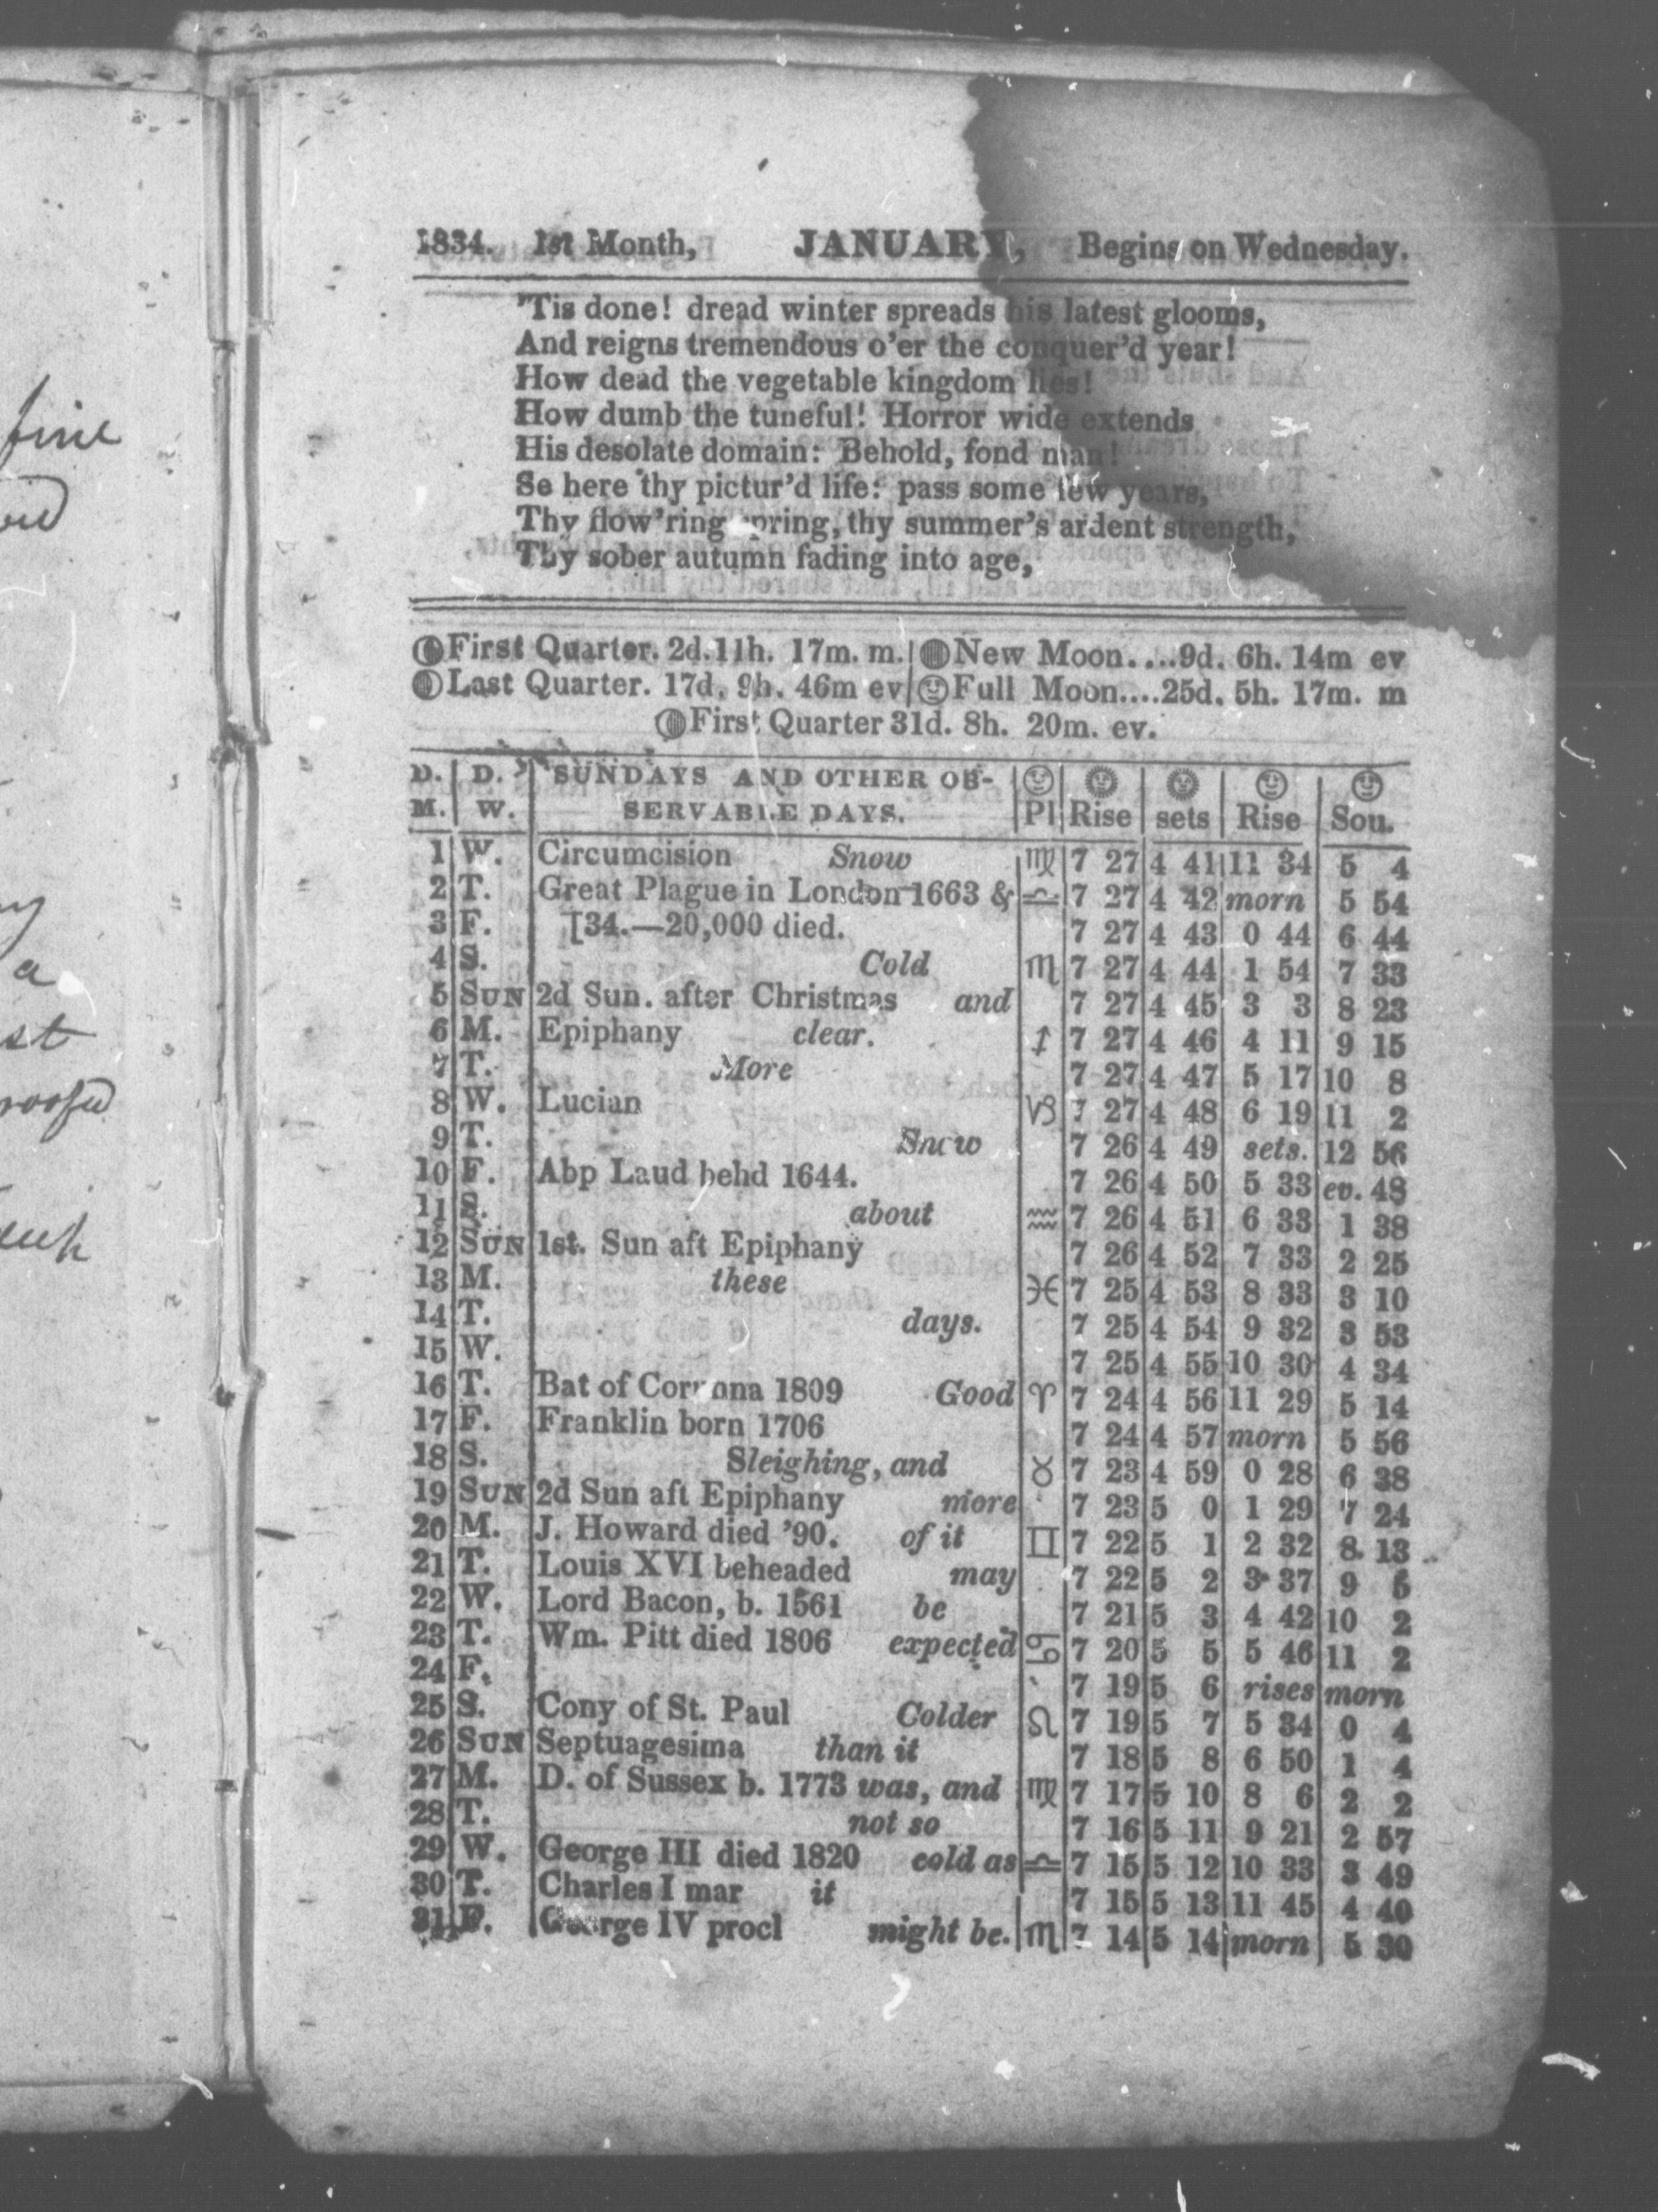 fine
a
st
1834. 1st Month, JANUARY, Begins on Wednesday.
'Tis done! dread winter spreads his latest glooms,
And reigns tremendous o'er the conquer'd year!
How dead the vegetable kingdom lies!
How dumb the tuneful! Horror wide extends
His desolate domain: Behold, fond man!
Se here thy pictur'd life: pass some few years,
Thy flow'ring spring, thy summer's ardent strength,
Thy sober autumn fading into age,
First Quarter. 2d. 11h. 17m. m. New Moon....9d. 6h. 14m ev
Last Quarter. 17d. 9h. 46m ev Full Moon....25d. 5h. 17m. m
First Quarter 31d. 8h. 20m. ev.
D. D. SUNDAYS AND OTHER OB-
M. W. SERVABLE DAYS. Pl Rise sets Rise Sou.
1 W. Circumcision Snow ♍ 7 27 4 41 11 34 5 4
2 T. Great Plague in London 1663 & ♎ 7 27 4 42 morn 5 54
3 F. [34.—20,000 died. 7 27 4 43 0 44 6 44
4 S. Cold ♏ 7 27 4 44 1 54 7 33
5 SUN 2d Sun. after Christmas and 7 27 4 45 3 3 8 23
6 M. Epiphany clear. ♐ 7 27 4 46 4 11 9 15
7 T. More 7 27 4 47 5 17 10 8
8 W. Lucian ♑ 7 27 4 48 6 19 11 2
9 T. Snow 7 26 4 49 sets. 12 56
10 F. Abp Laud behd 1644. 7 26 4 50 5 33 ev. 48
11 S. about ♒ 7 26 4 51 6 33 1 38
12 SUN 1st. Sun aft Epiphany 7 26 4 52 7 33 2 25
13 M. these ♓ 7 25 4 53 8 33 3 10
14 T. days. 7 25 4 54 9 32 3 53
15 W. 7 25 4 55 10 30 4 34
16 T. Bat of Corunna 1809 Good ♈ 7 24 4 56 11 29 5 14
17 F. Franklin born 1706 7 24 4 57 morn 5 56
18 S. Sleighing, and ♉ 7 23 4 59 0 28 6 38
19 SUN 2d Sun aft Epiphany more 7 23 5 0 1 29 7 24
20 M. J. Howard died '90. of it ♊ 7 22 5 1 2 32 8 13
21 T. Louis XVI beheaded may 7 22 5 2 3 37 9 5
22 W. Lord Bacon, b. 1561 be 7 21 5 3 4 42 10 2
23 T. Wm. Pitt died 1806 expected ♋ 7 20 5 5 5 46 11 2
24 F. 7 19 5 6 rises morn
25 S. Cony of St. Paul Colder ♌ 7 19 5 7 5 34 0 4
26 SUN Septuagesima than it 7 18 5 8 6 50 1 4
27 M. D. of Sussex b. 1773 was, and ♍ 7 17 5 10 8 6 2 2
28 T. not so 7 16 5 11 9 21 2 57
29 W. George III died 1820 cold as ♎ 7 15 5 12 10 33 3 49
30 T. Charles I mar it 7 15 5 13 11 45 4 40
31 F. George IV procl might be. ♏ 7 14 5 14 morn 5 30